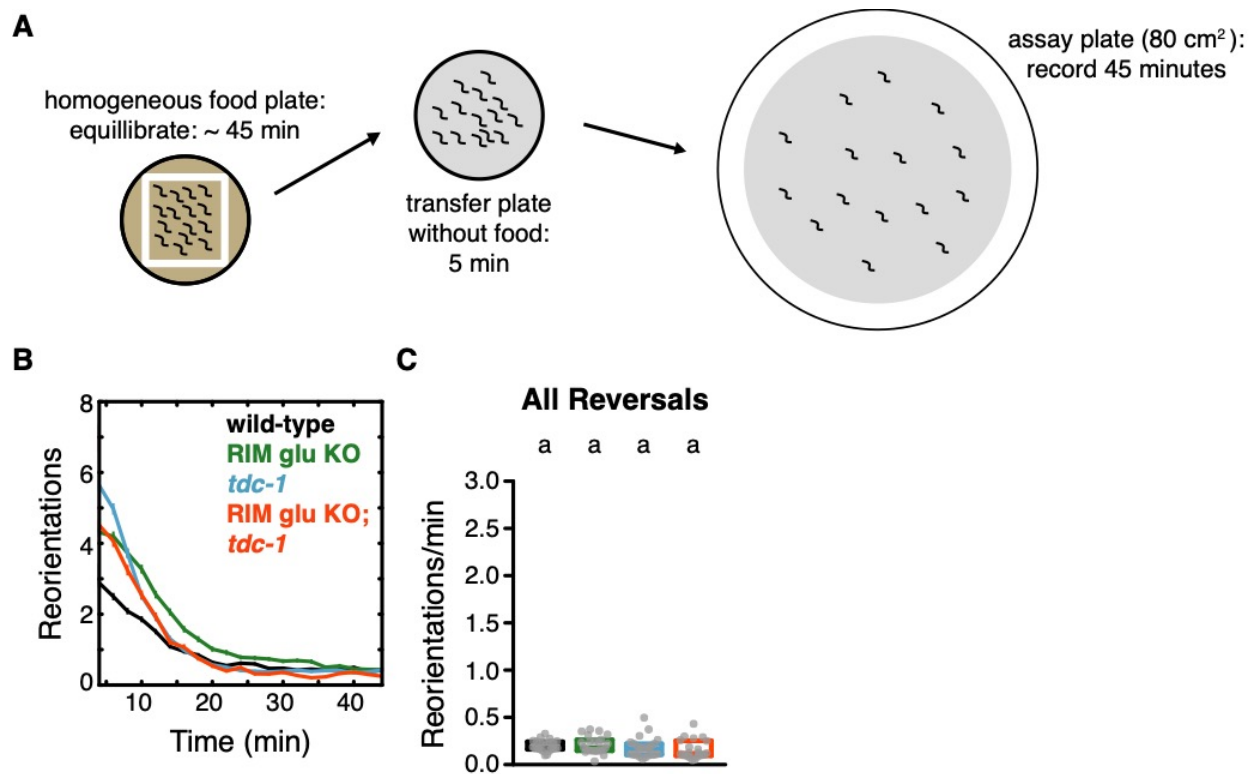 A
homogeneous food plate:
equillibrate: ~ 45 min
transfer plate
without food:
5 min
assay plate (80 cm²):
record 45 minutes
B
8
6
4
2
0
Reorientations
10
20
30
40
Time (min)
wild-type
RIM glu KO
tdc-1
RIM glu KO;
tdc-1
C
All Reversals
a a a a
3.0
2.5
2.0
1.5
1.0
0.5
0.0
Reorientations/min